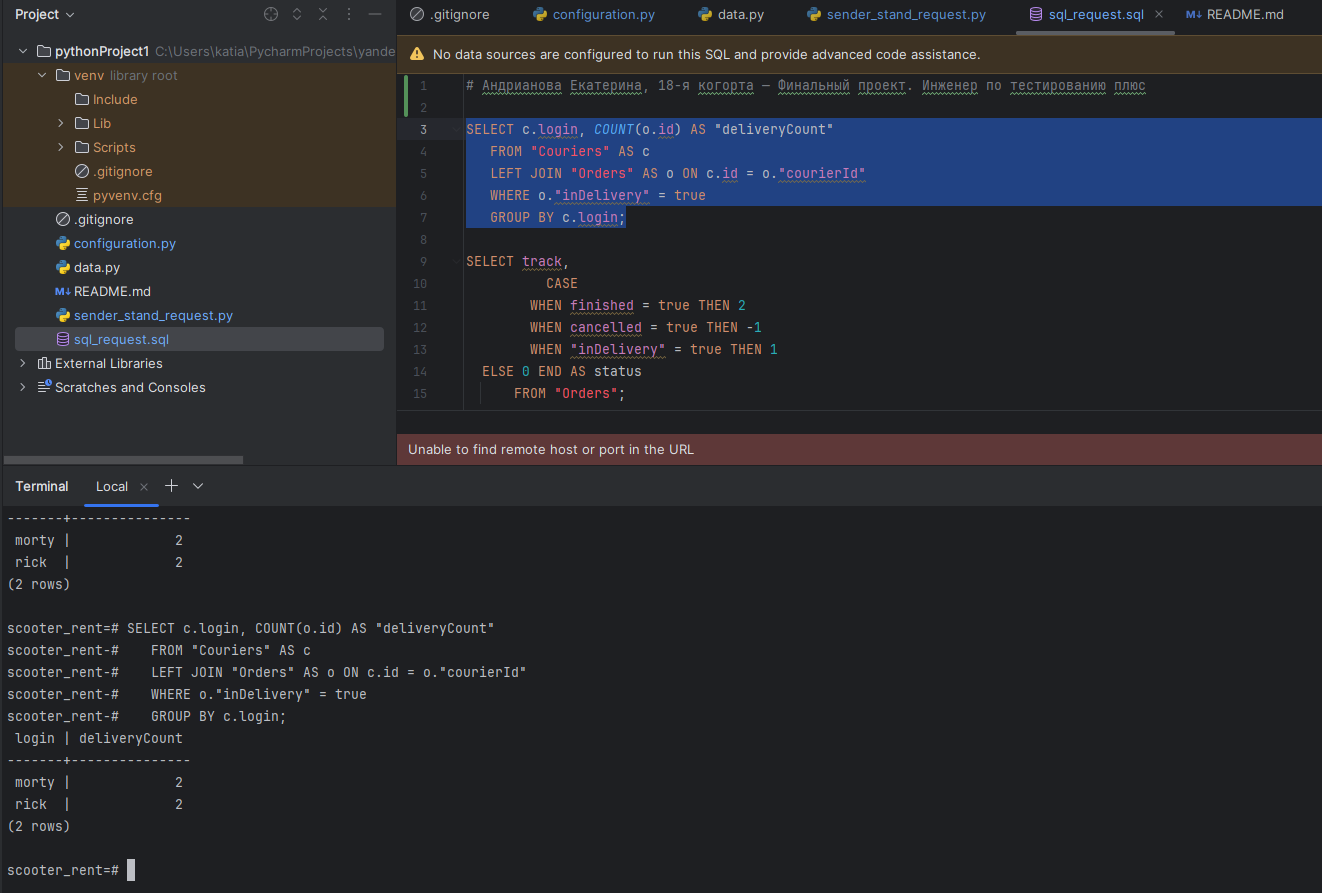 Project
.gitignore
configuration.py
data.py
sender_stand_request.py
sql_request.sql
M↓ README.md
pythonProject1 C:\Users\katia\PycharmProjects\yande
venv library root
Include
Lib
Scripts
.gitignore
pyvenv.cfg
.gitignore
configuration.py
data.py
M↓ README.md
sender_stand_request.py
sql_request.sql
External Libraries
Scratches and Consoles
No data sources are configured to run this SQL and provide advanced code assistance.
1 # Андрианова Екатерина, 18-я когорта — Финальный проект. Инженер по тестированию плюс
2
3 SELECT c.login, COUNT(o.id) AS "deliveryCount"
4 FROM "Couriers" AS c
5 LEFT JOIN "Orders" AS o ON c.id = o."courierId"
6 WHERE o."inDelivery" = true
7 GROUP BY c.login;
8
9 SELECT track,
10 CASE
11 WHEN finished = true THEN 2
12 WHEN cancelled = true THEN -1
13 WHEN "inDelivery" = true THEN 1
14 ELSE 0 END AS status
15 FROM "Orders";
Unable to find remote host or port in the URL
Terminal
Local
-------+---------------
morty | 2
rick | 2
(2 rows)
scooter_rent=# SELECT c.login, COUNT(o.id) AS "deliveryCount"
scooter_rent-# FROM "Couriers" AS c
scooter_rent-# LEFT JOIN "Orders" AS o ON c.id = o."courierId"
scooter_rent-# WHERE o."inDelivery" = true
scooter_rent-# GROUP BY c.login;
login | deliveryCount
-------+---------------
morty | 2
rick | 2
(2 rows)
scooter_rent=#